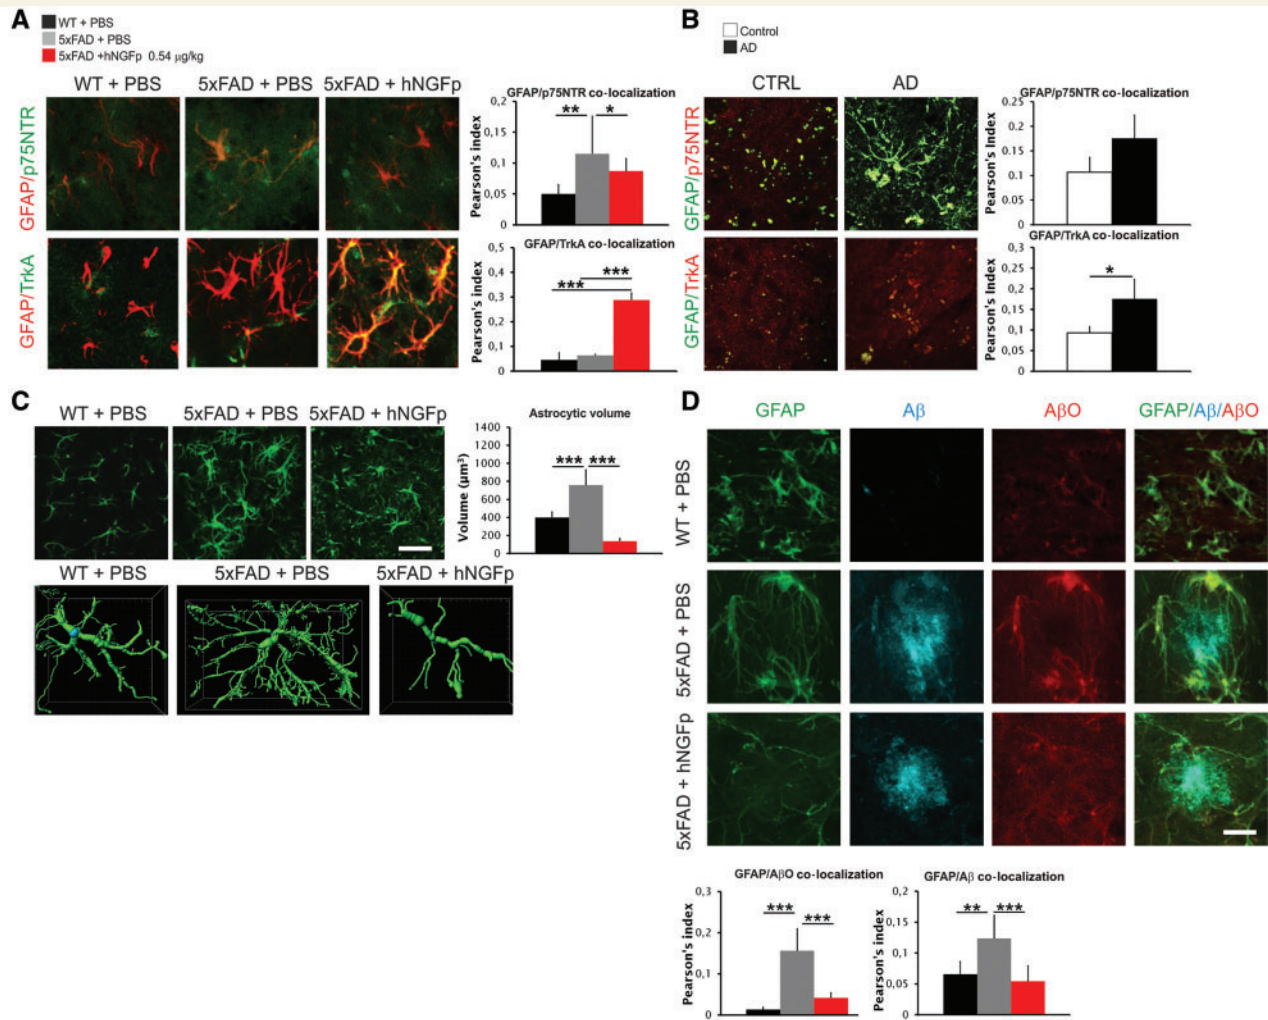 A
WT + PBS
5xFAD + PBS
5xFAD +hNGFp 0.54 µg/kg
WT + PBS
5xFAD + PBS
5xFAD + hNGFp
GFAP/p75NTR
GFAP/TrkA
GFAP/p75NTR co-localization
Pearson's index
0,2
0,15
0,1
0,05
0
**
*
GFAP/TrkA co-localization
Pearson's index
0,5
0,4
0,3
0,2
0,1
0
***
***
B
Control
AD
CTRL
AD
GFAP/p75NTR
GFAP/TrkA
GFAP/p75NTR co-localization
Pearson's Index
0.25
0.2
0.15
0.1
0.05
0
GFAP/TrkA co-localization
Pearson's index
0,3
0,25
0,2
0,15
0,1
0,05
0
*
C
WT + PBS
5xFAD + PBS
5xFAD + hNGFp
WT + PBS
5xFAD + PBS
5xFAD + hNGFp
Astrocytic volume
Volume (µm³)
1400
1200
1000
800
600
400
200
0
***
***
D
GFAP
Aβ
AβO
GFAP/Aβ/AβO
WT + PBS
5xFAD + PBS
5xFAD + hNGFp
GFAP/AβO co-localization
Pearson's index
0,3
0,2
0,1
0
***
***
GFAP/Aβ co-localization
Pearson's index
0,2
0,15
0,1
0,05
0
**
***